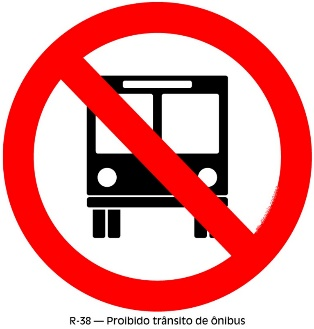 R-38 — Proibido trânsito de ônibus